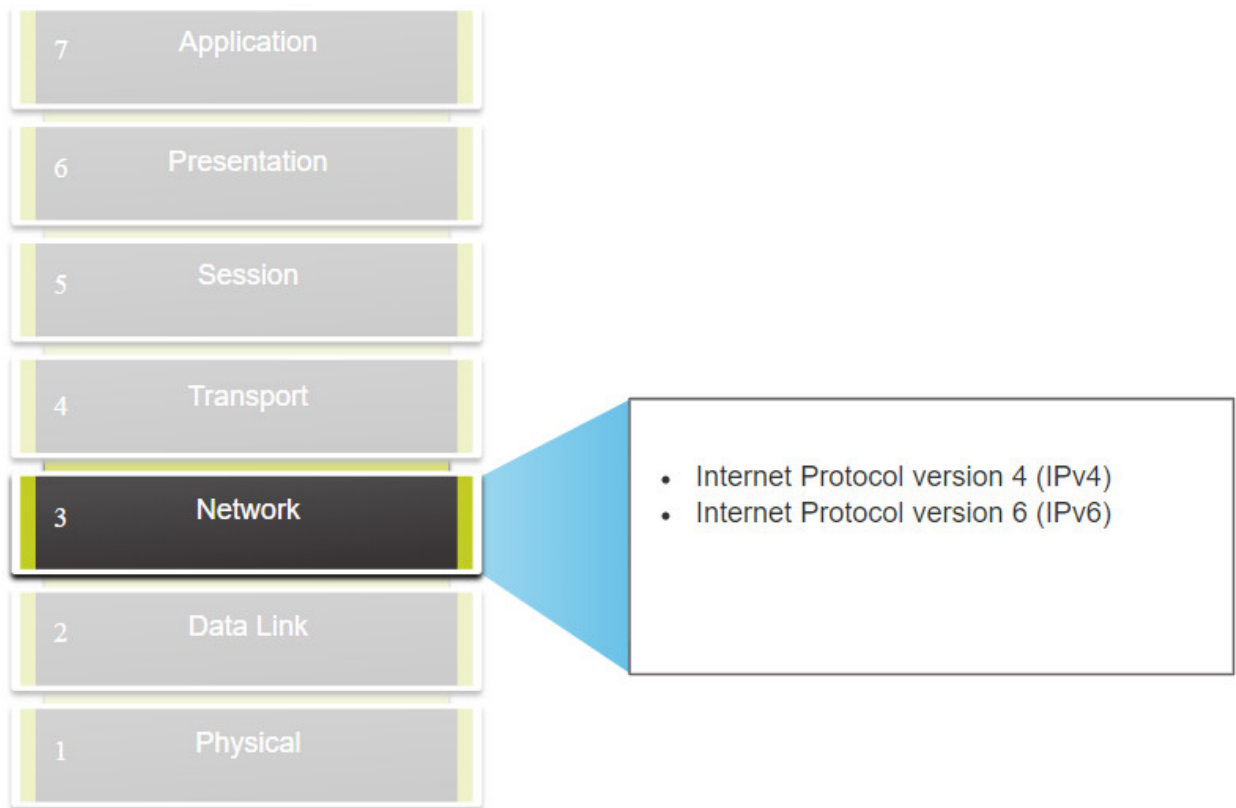 7 Application
6 Presentation
5 Session
4 Transport
3 Network
• Internet Protocol version 4 (IPv4)
• Internet Protocol version 6 (IPv6)
2 Data Link
1 Physical